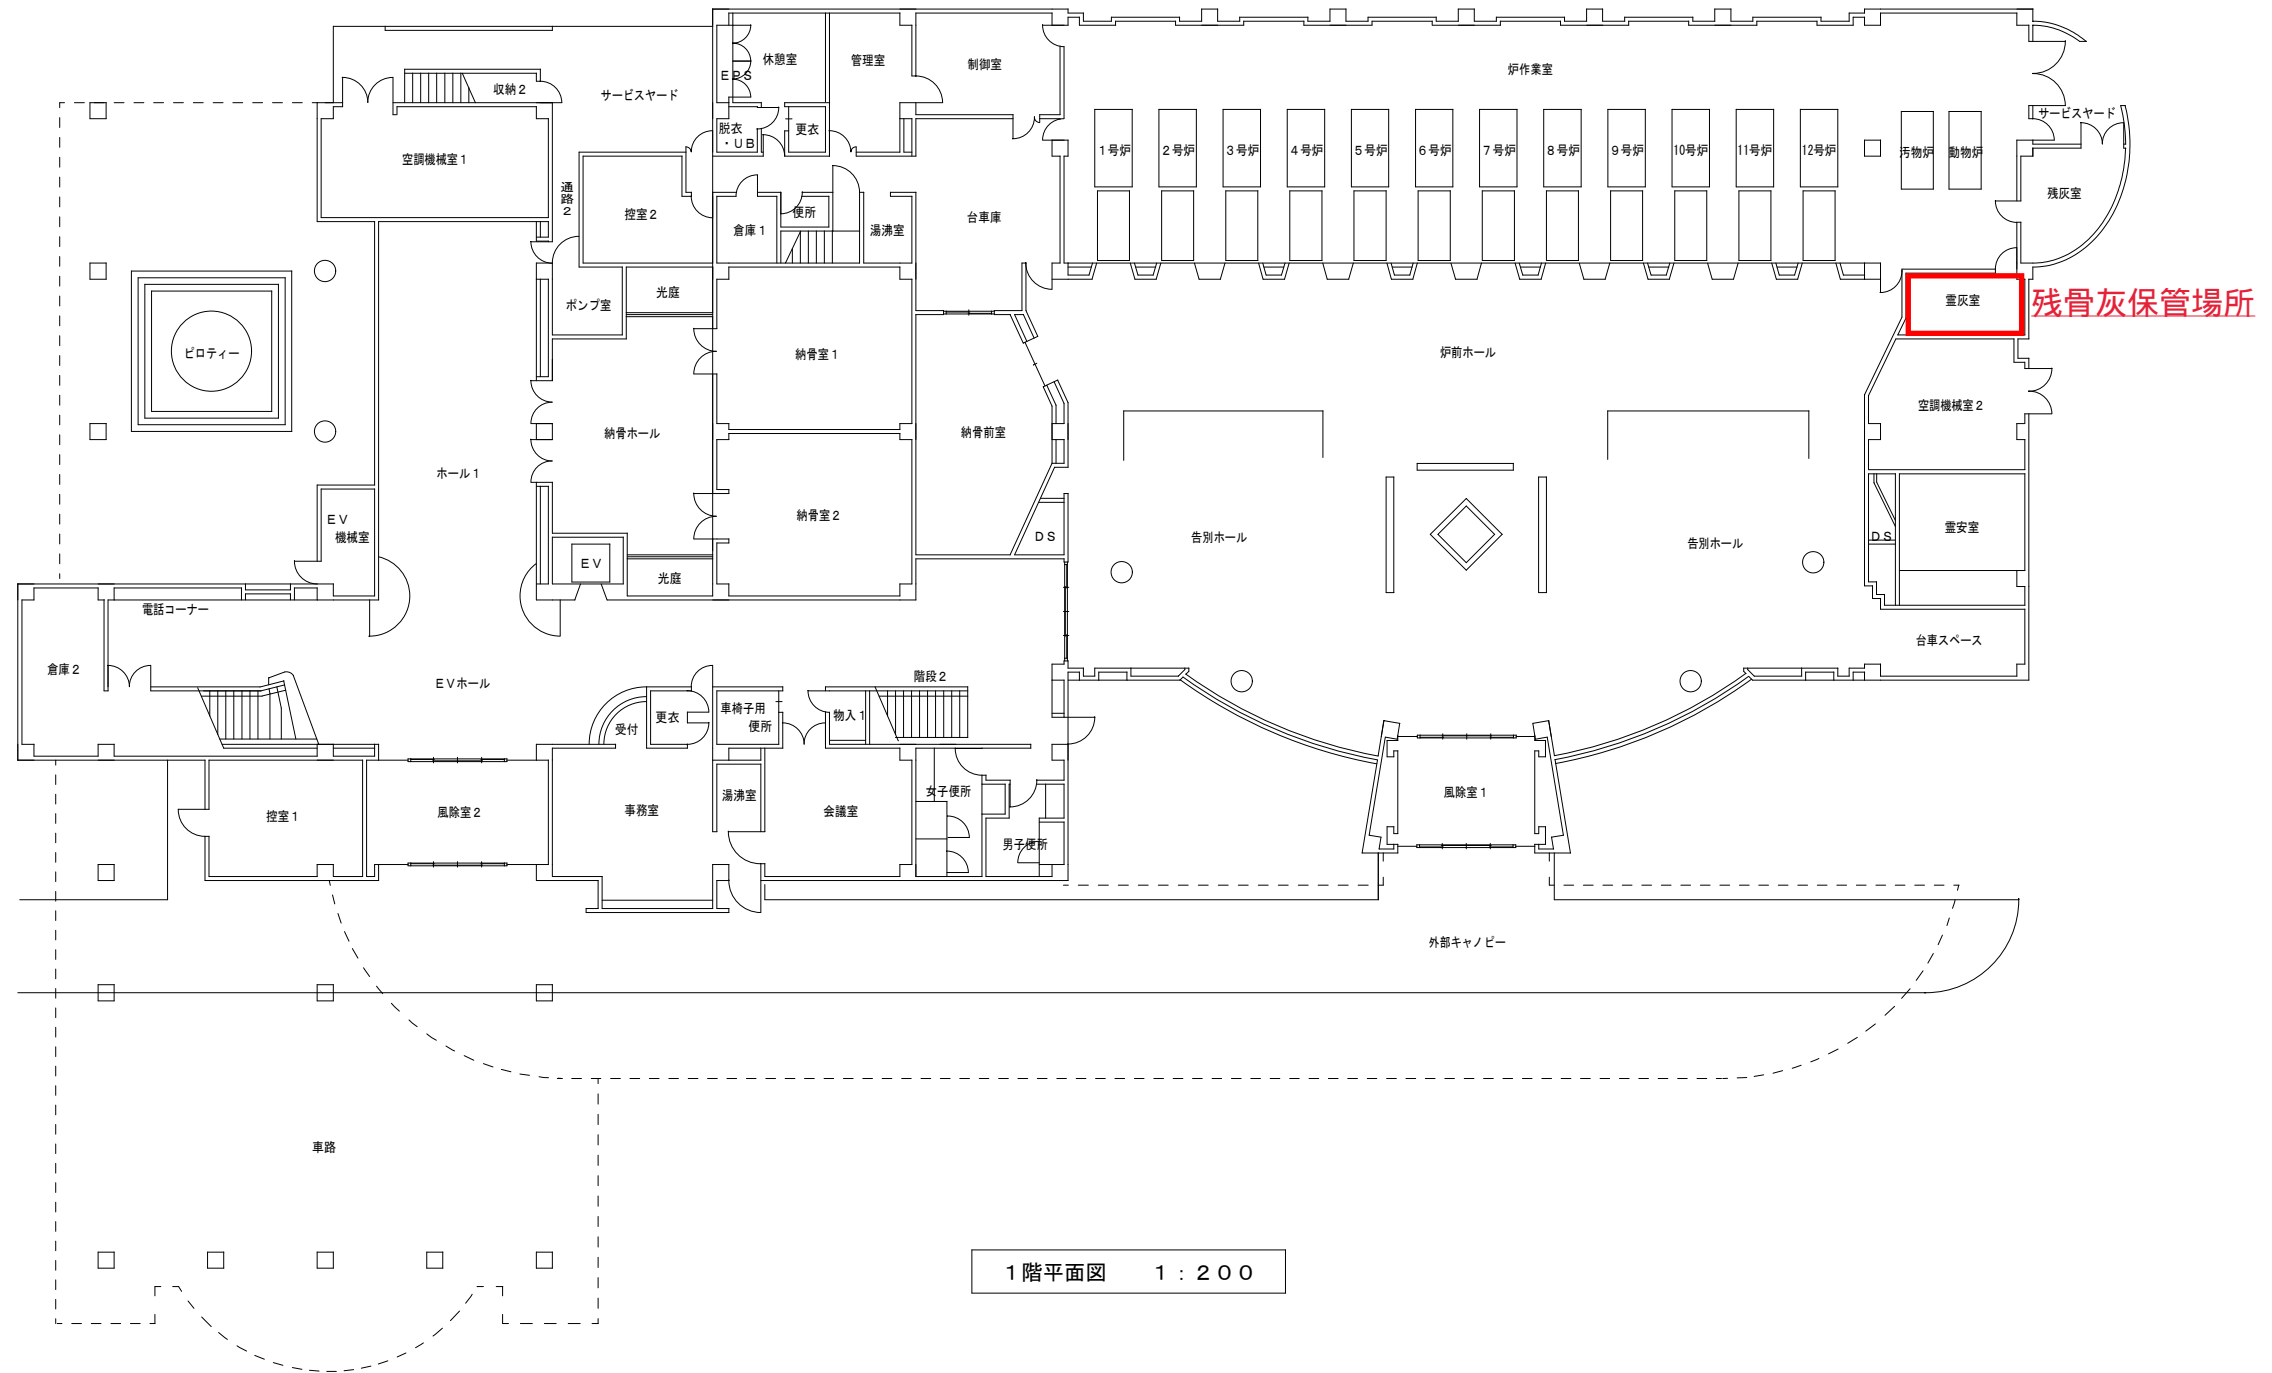 休憩室
管理室
制御室
炉作業室
EPS
収納2
サービスヤード
サービスヤード
脱衣
・UB
更衣
空調機械室1
1号炉
2号炉
3号炉
4号炉
5号炉
6号炉
7号炉
8号炉
9号炉
10号炉
11号炉
12号炉
汚物炉
動物炉
通路2
控室2
倉庫1
便所
湯沸室
台車庫
残灰室
ポンプ室
光庭
霊灰室
残骨灰保管場所
ピロティー
納骨室1
炉前ホール
空調機械室2
ホール1
納骨ホール
納骨前室
納骨室2
EV
機械室
EV
光庭
DS
告別ホール
告別ホール
DS
霊安室
電話コーナー
倉庫2
EVホール
階段2
台車スペース
受付
更衣
車椅子用
便所
物入1
控室1
風除室2
事務室
湯沸室
会議室
女子便所
男子便所
風除室1
外部キャノピー
車路
1階平面図 1:200